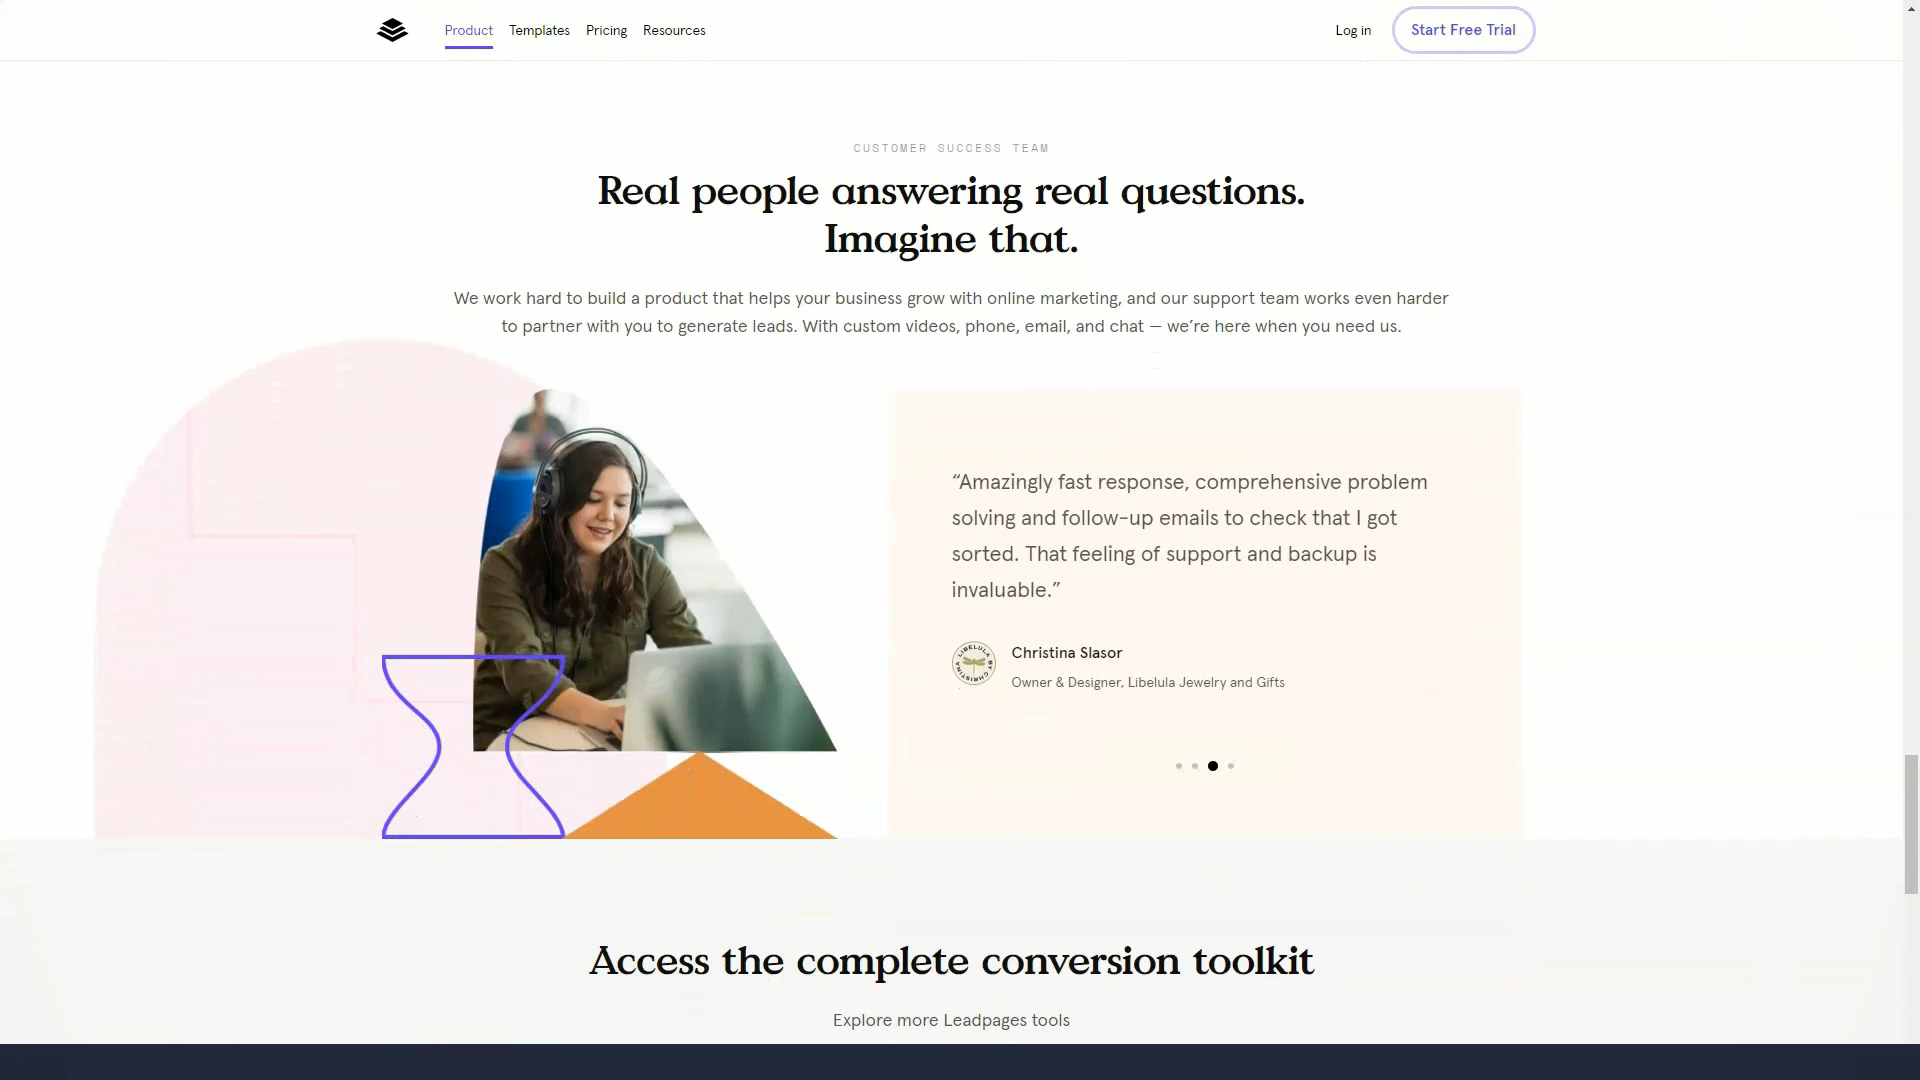 Product Templates Pricing Resources Log in Start Free Trial
CUSTOMER SUCCESS TEAM
Real people answering real questions.
Imagine that.
We work hard to build a product that helps your business grow with online marketing, and our support team works even harder
to partner with you to generate leads. With custom videos, phone, email, and chat — we’re here when you need us.
“Amazingly fast response, comprehensive problem
solving and follow-up emails to check that I got
sorted. That feeling of support and backup is
invaluable.”
LIBELULA BY CHRISTINA
Christina Slasor
Owner & Designer, Libelula Jewelry and Gifts
Access the complete conversion toolkit
Explore more Leadpages tools